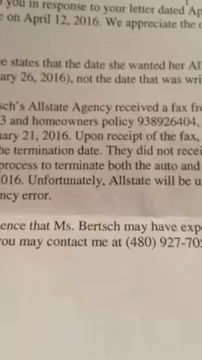 you in response to your letter dated Ap
e on April 12, 2016. We appreciate the
e states that the date she wanted her Al
ary 26, 2016), not the date that was wri
sch's Allstate Agency received a fax fro
3 and homeowners policy 938926404,
uary 21, 2016. Upon receipt of the fax,
he termination date. They did not recei
process to terminate both the auto and
016. Unfortunately, Allstate will be u
ncy error.
ence that Ms. Bertsch may have exp
ou may contact me at (480) 927-70